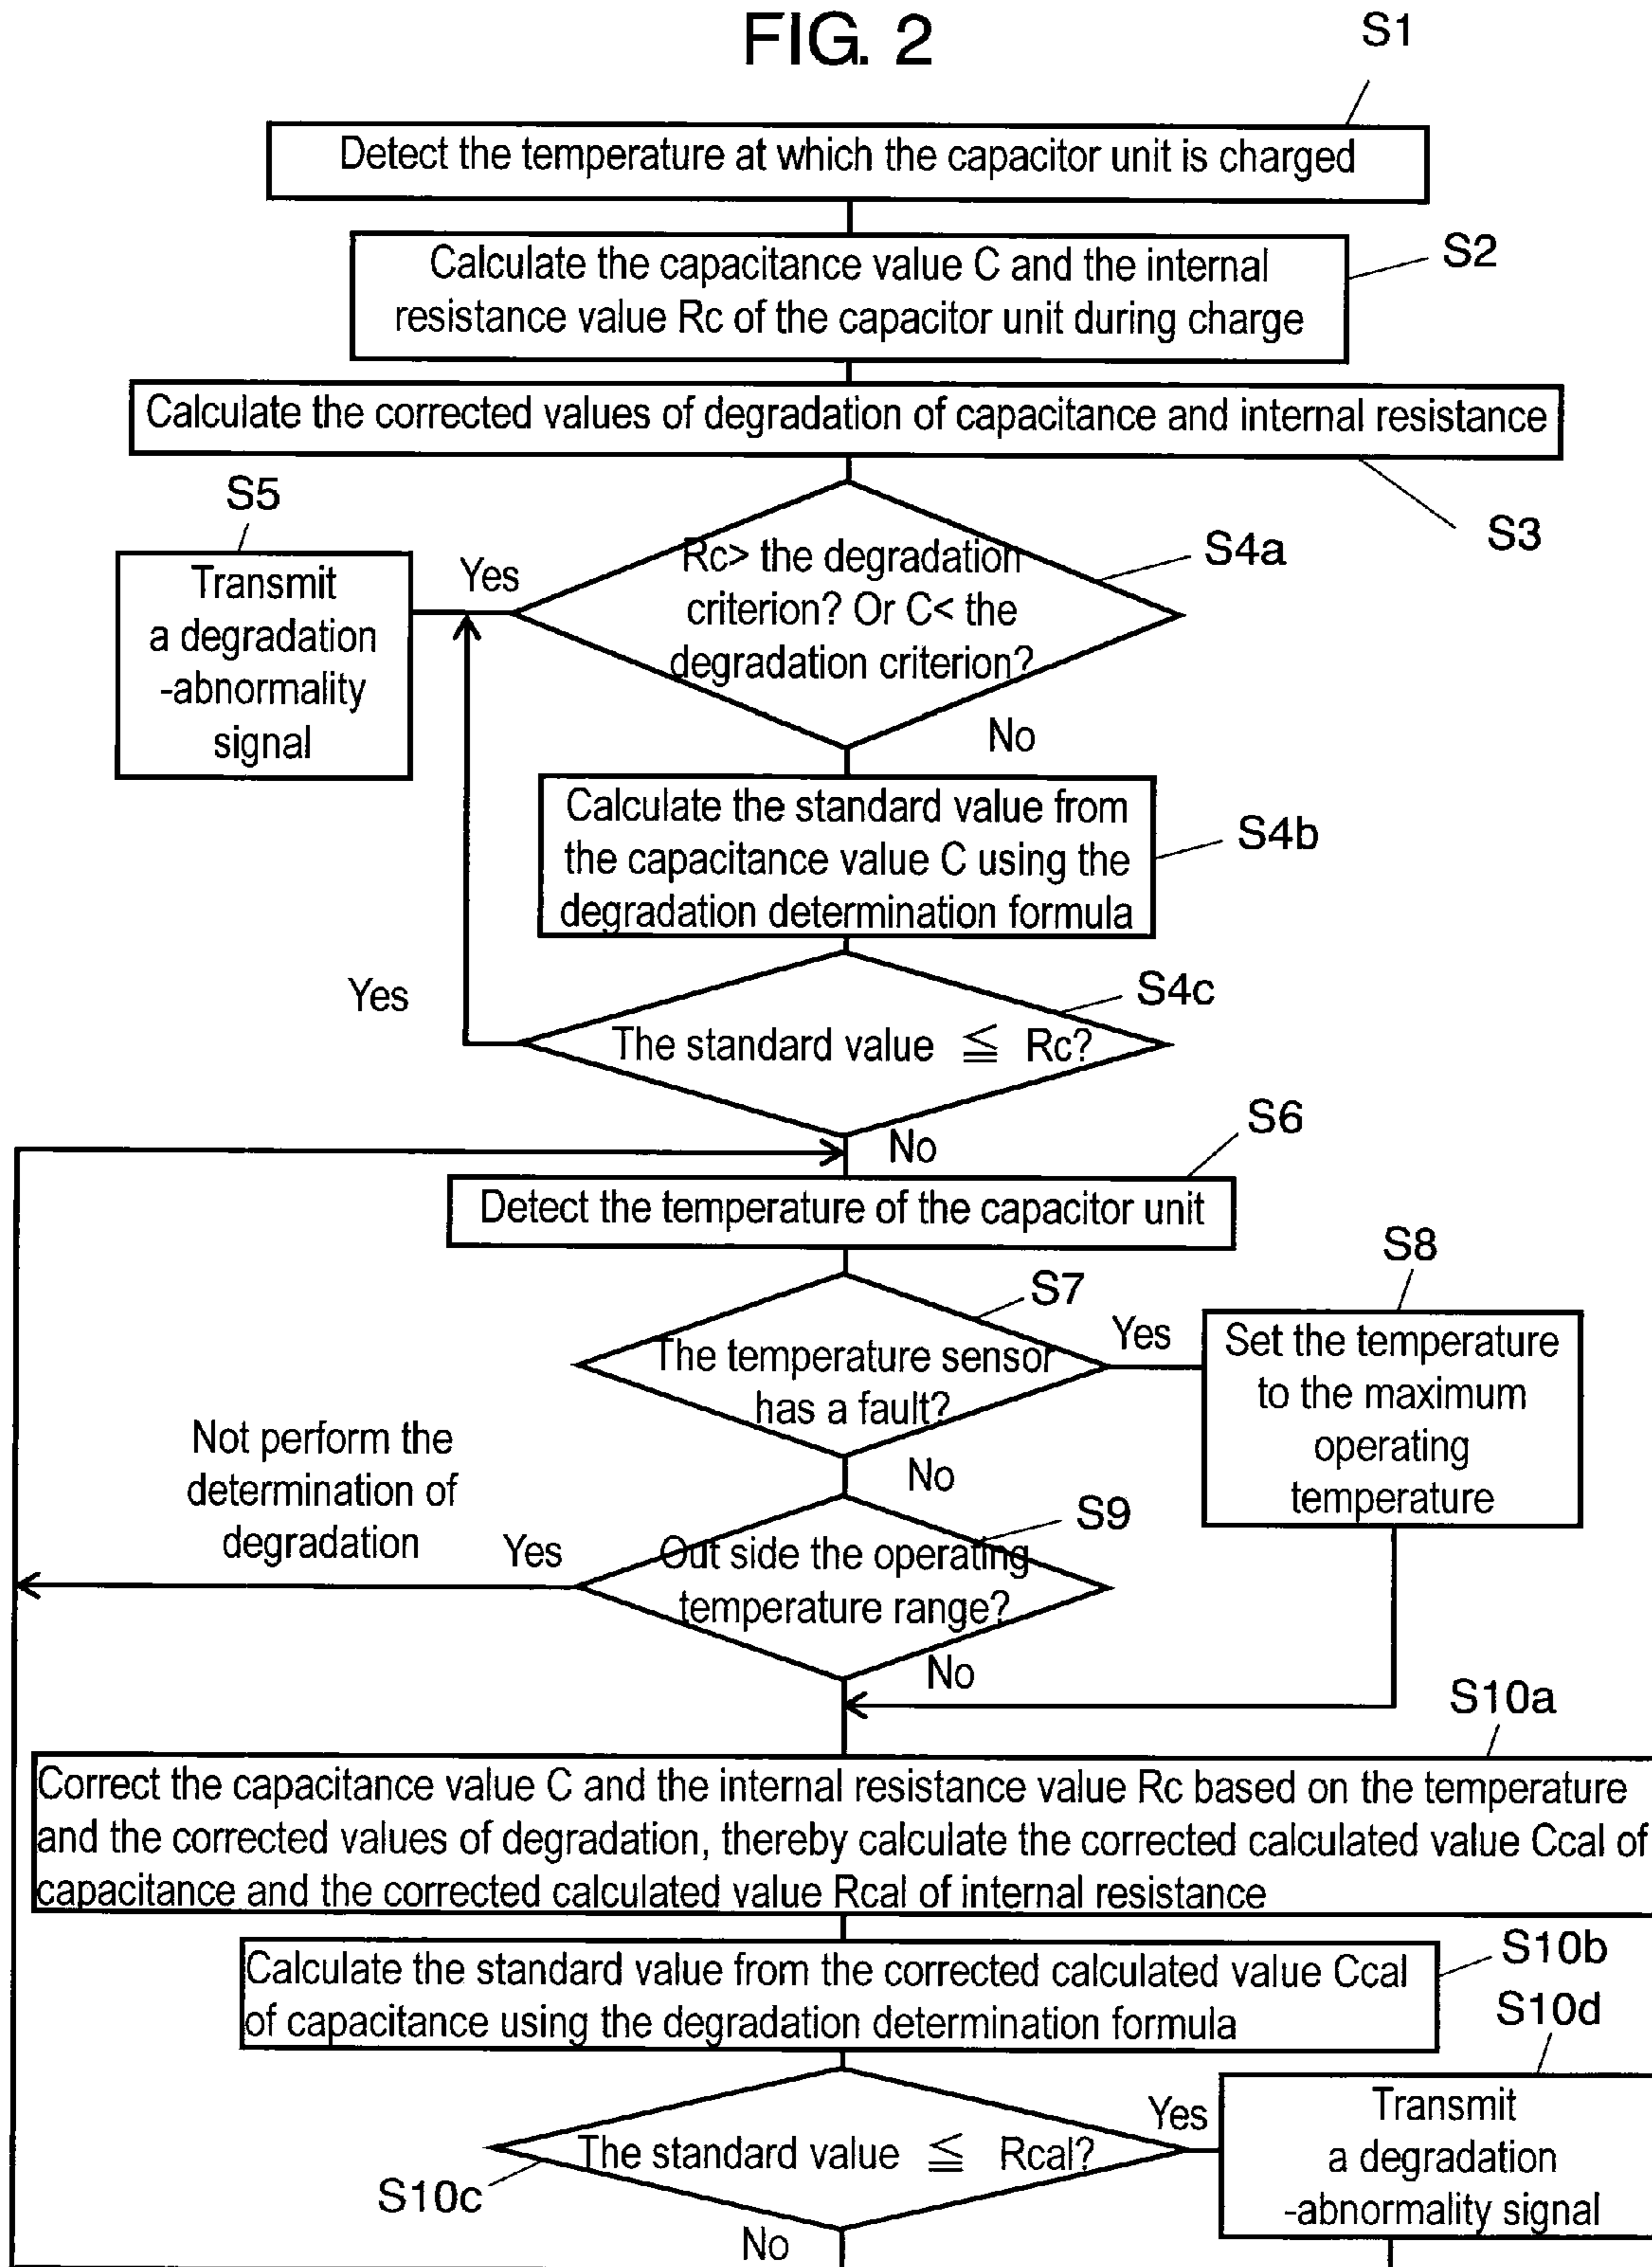 FIG. 2
S1
Detect the temperature at which the capacitor unit is charged
S2
Calculate the capacitance value C and the internal
resistance value Rc of the capacitor unit during charge
Calculate the corrected values of degradation of capacitance and internal resistance
S3
S5
Transmit
a degradation
-abnormality
signal
Yes
Rc> the degradation
criterion? Or C< the
degradation criterion?
S4a
No
Calculate the standard value from
the capacitance value C using the
degradation determination formula
S4b
Yes
The standard value ≦ Rc?
S4c
No
S6
Detect the temperature of the capacitor unit
S7
The temperature sensor
has a fault?
Yes
S8
Set the temperature
to the maximum
operating
temperature
No
Not perform the
determination of
degradation
Yes
S9
Out side the operating
temperature range?
No
S10a
Correct the capacitance value C and the internal resistance value Rc based on the temperature
and the corrected values of degradation, thereby calculate the corrected calculated value Ccal of
capacitance and the corrected calculated value Rcal of internal resistance
S10b
Calculate the standard value from the corrected calculated value Ccal
of capacitance using the degradation determination formula
S10d
The standard value ≦ Rcal?
Yes
Transmit
a degradation
-abnormality signal
S10c
No